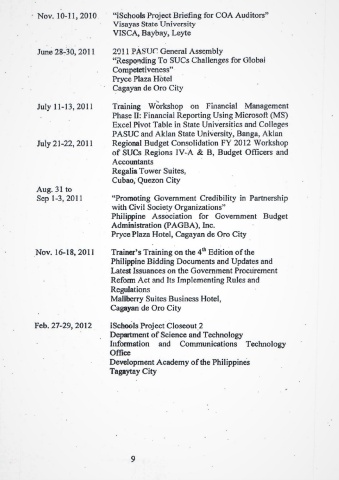 Nov. 10-11, 2010 "iSchools Project Briefing for COA Auditors"
Visayas State University
VISCA, Baybay, Leyte
June 28-30, 2011 2011 PASUC General Assembly
"Responding To SUCs Challenges for Global
Competetiveness"
Pryce Plaza Hotel
Cagayan de Oro City
July 11-13, 2011 Training Workshop on Financial Management
Phase II: Financial Reporting Using Microsoft (MS)
Excel Pivot Table in State Universities and Colleges
PASUC and Aklan State University, Banga, Aklan
July 21-22, 2011 Regional Budget Consolidation FY 2012 Workshop
of SUCs Regions IV-A & B, Budget Officers and
Accountants
Regalia Tower Suites,
Cubao, Quezon City
Aug. 31 to
Sep 1-3, 2011 "Promoting Government Credibility in Partnership
with Civil Society Organizations"
Philippine Association for Government Budget
Administration (PAGBA), Inc.
Pryce Plaza Hotel, Cagayan de Oro City
Nov. 16-18, 2011 Trainer's Training on the 4th Edition of the
Philippine Bidding Documents and Updates and
Latest Issuances on the Government Procurement
Reform Act and Its Implementing Rules and
Regulations
Mallberry Suites Business Hotel,
Cagayan de Oro City
Feb. 27-29, 2012 iSchools Project Closeout 2
Department of Science and Technology
Information and Communications Technology
Office
Development Academy of the Philippines
Tagaytay City
9